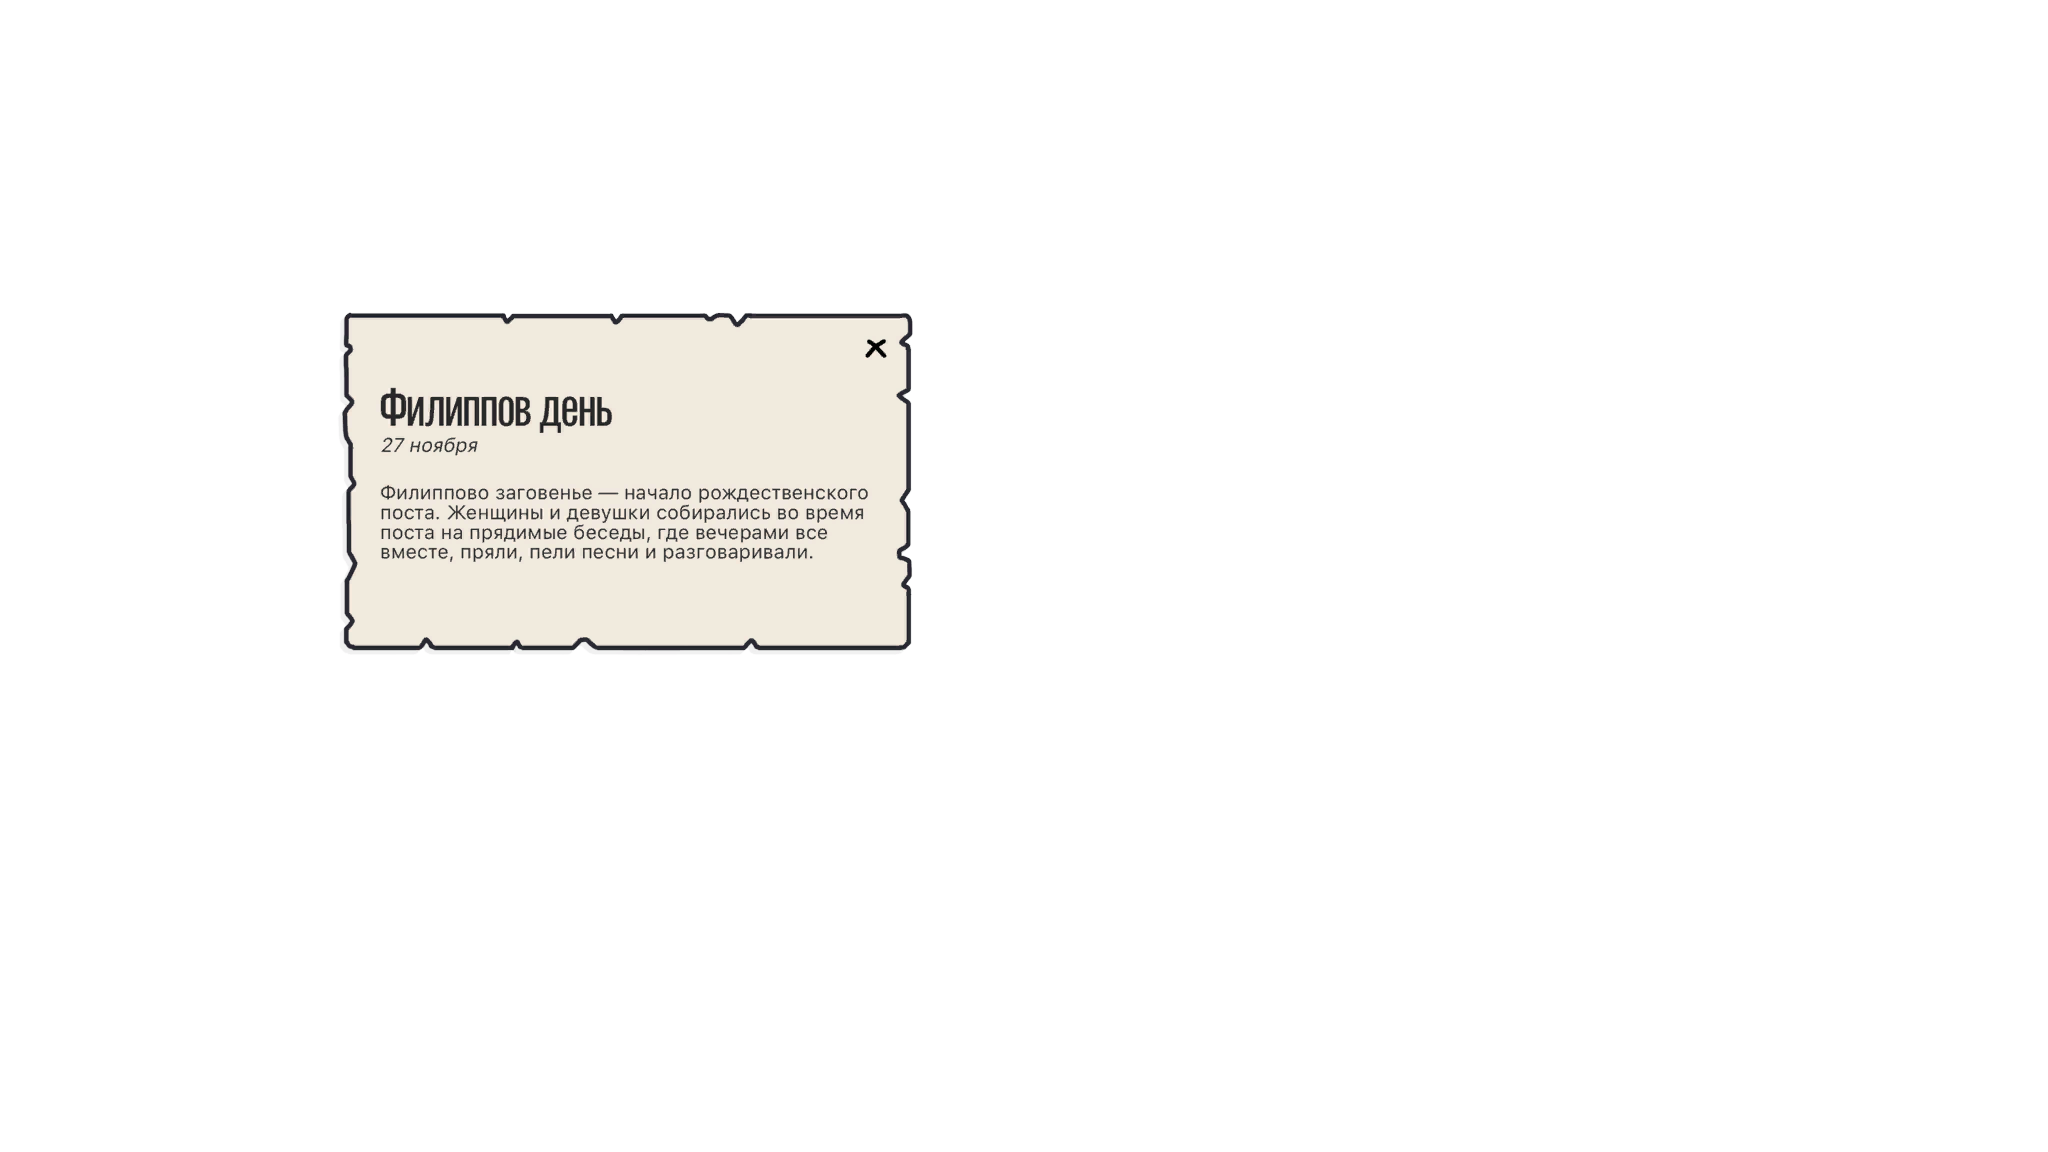 Филиппов день
27 ноября
Филиппово заговенье — начало рождественского
поста. Женщины и девушки собирались во время
поста на прядимые беседы, где вечерами все
вместе, пряли, пели песни и разговаривали.